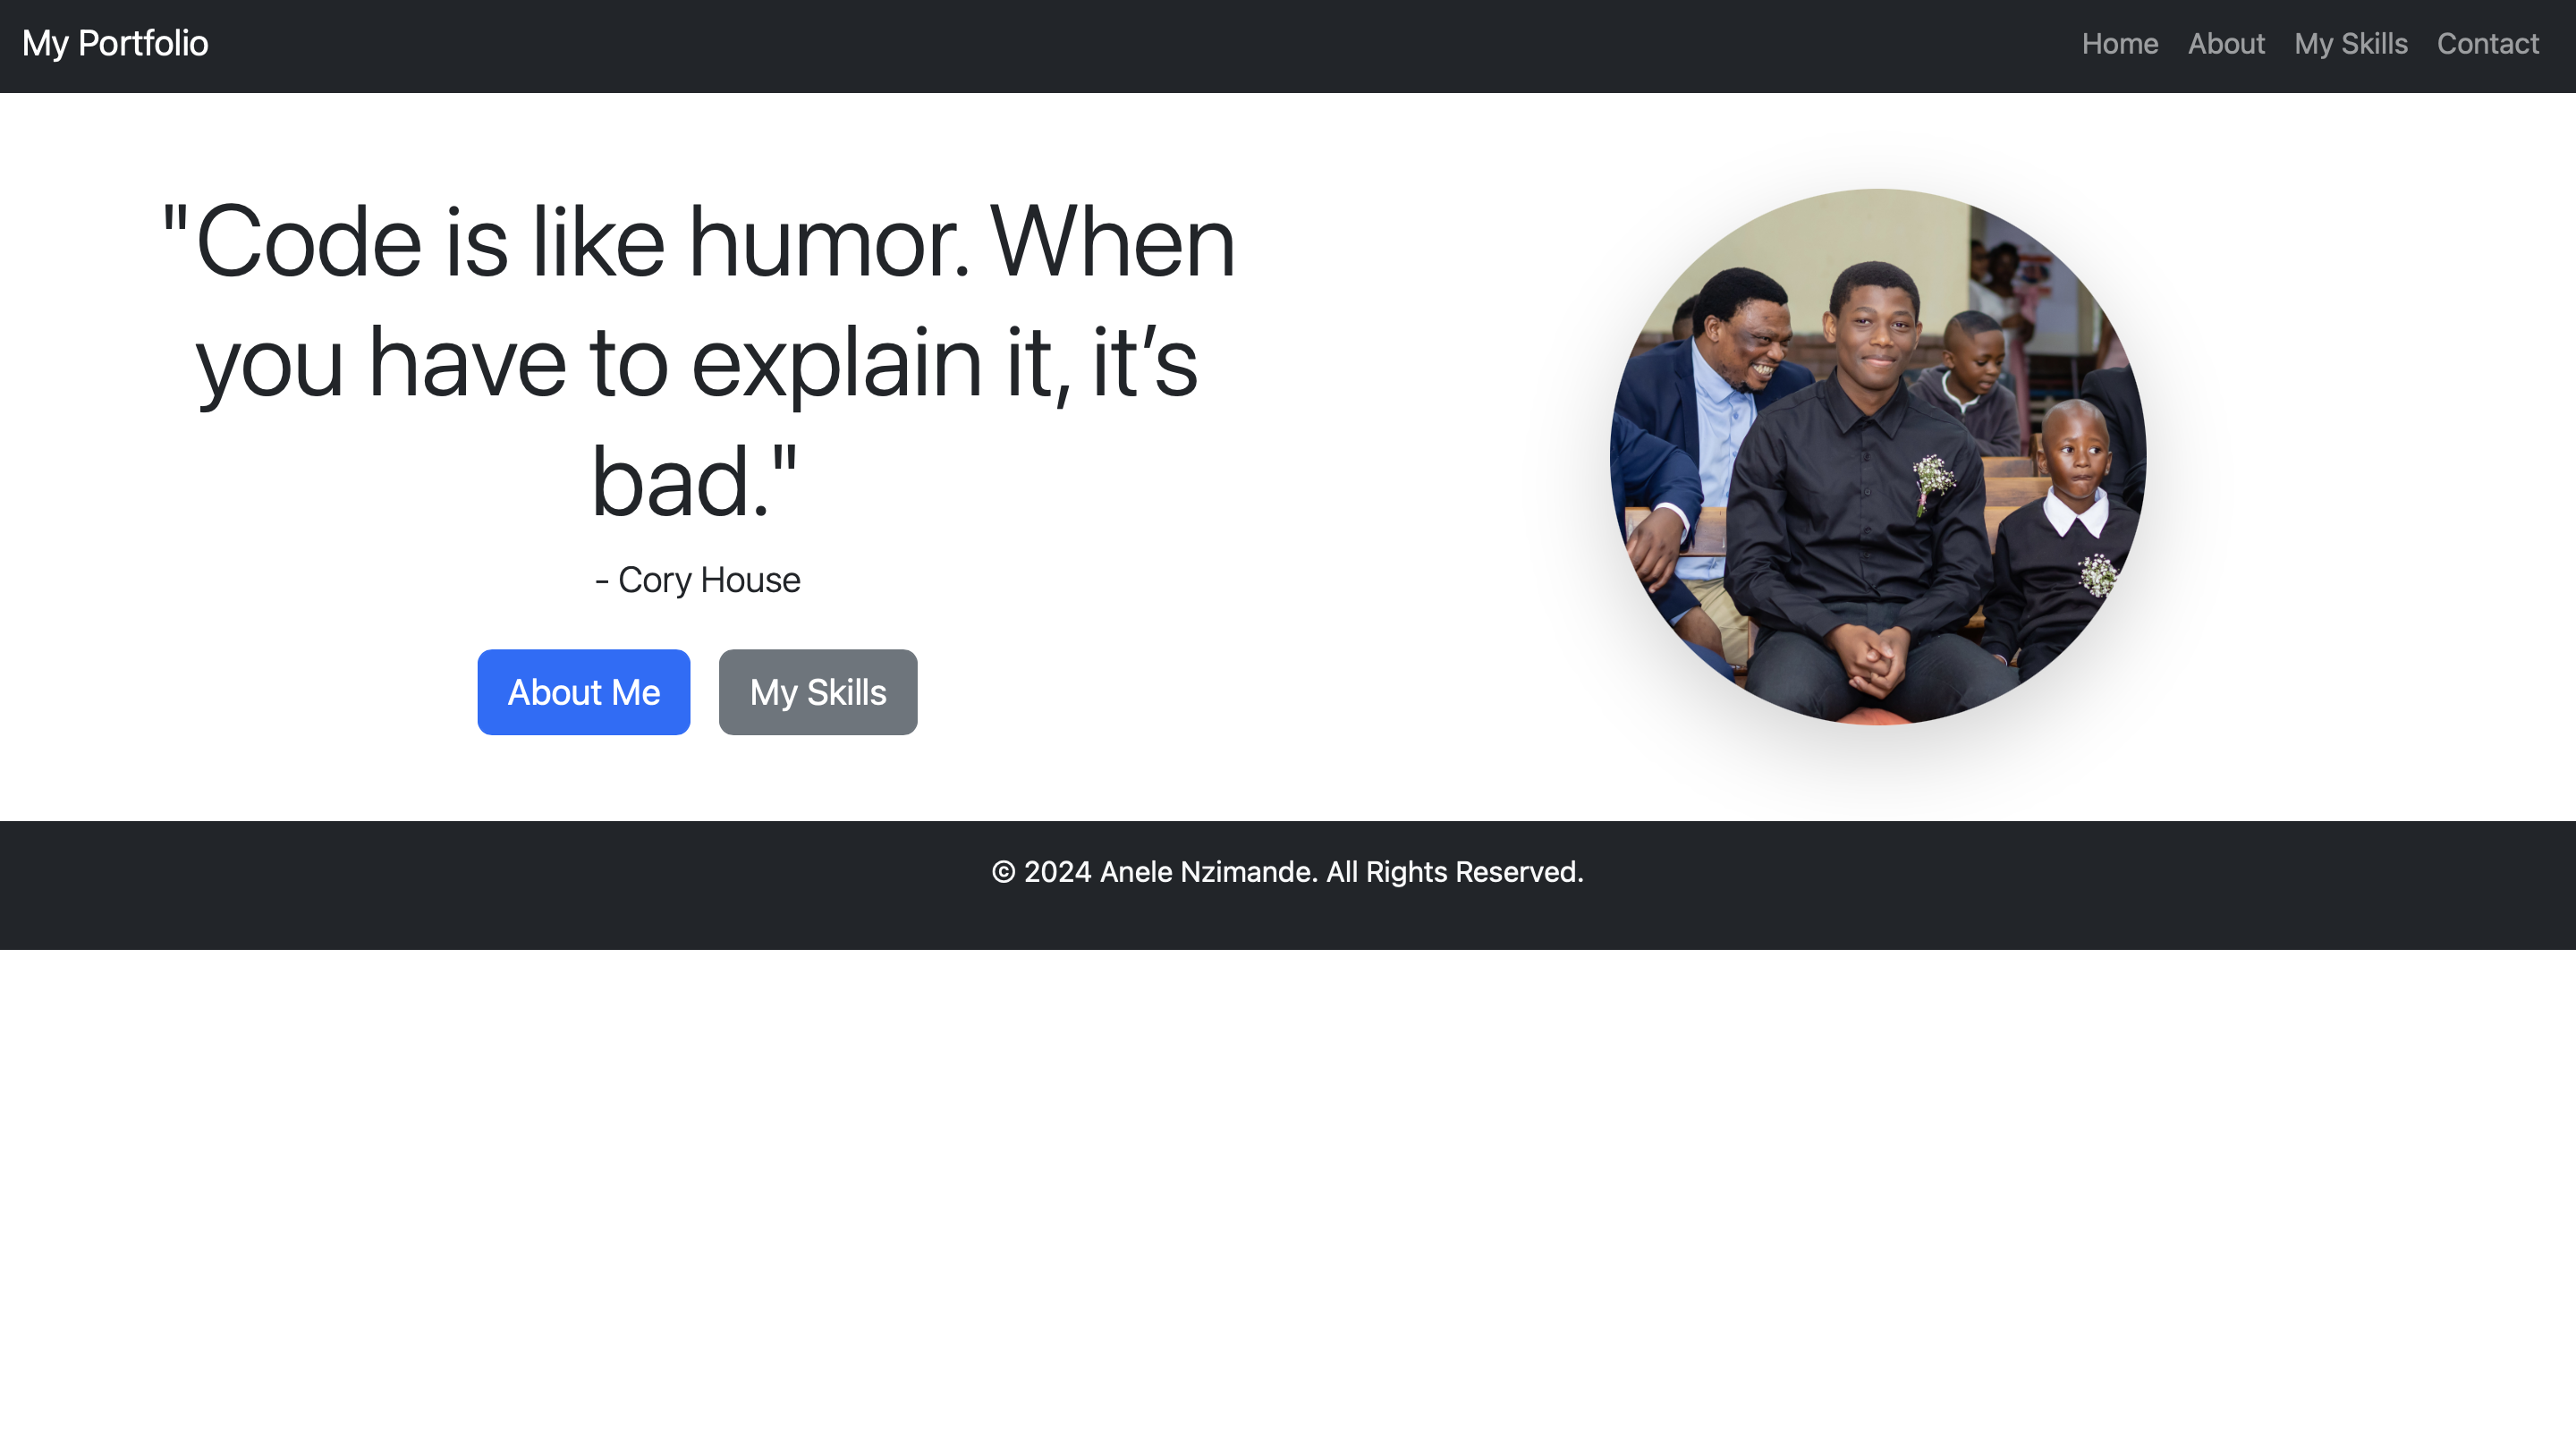 My Portfolio
Home About My Skills Contact
"Code is like humor. When
you have to explain it, it’s
bad."
- Cory House
About Me My Skills
© 2024 Anele Nzimande. All Rights Reserved.